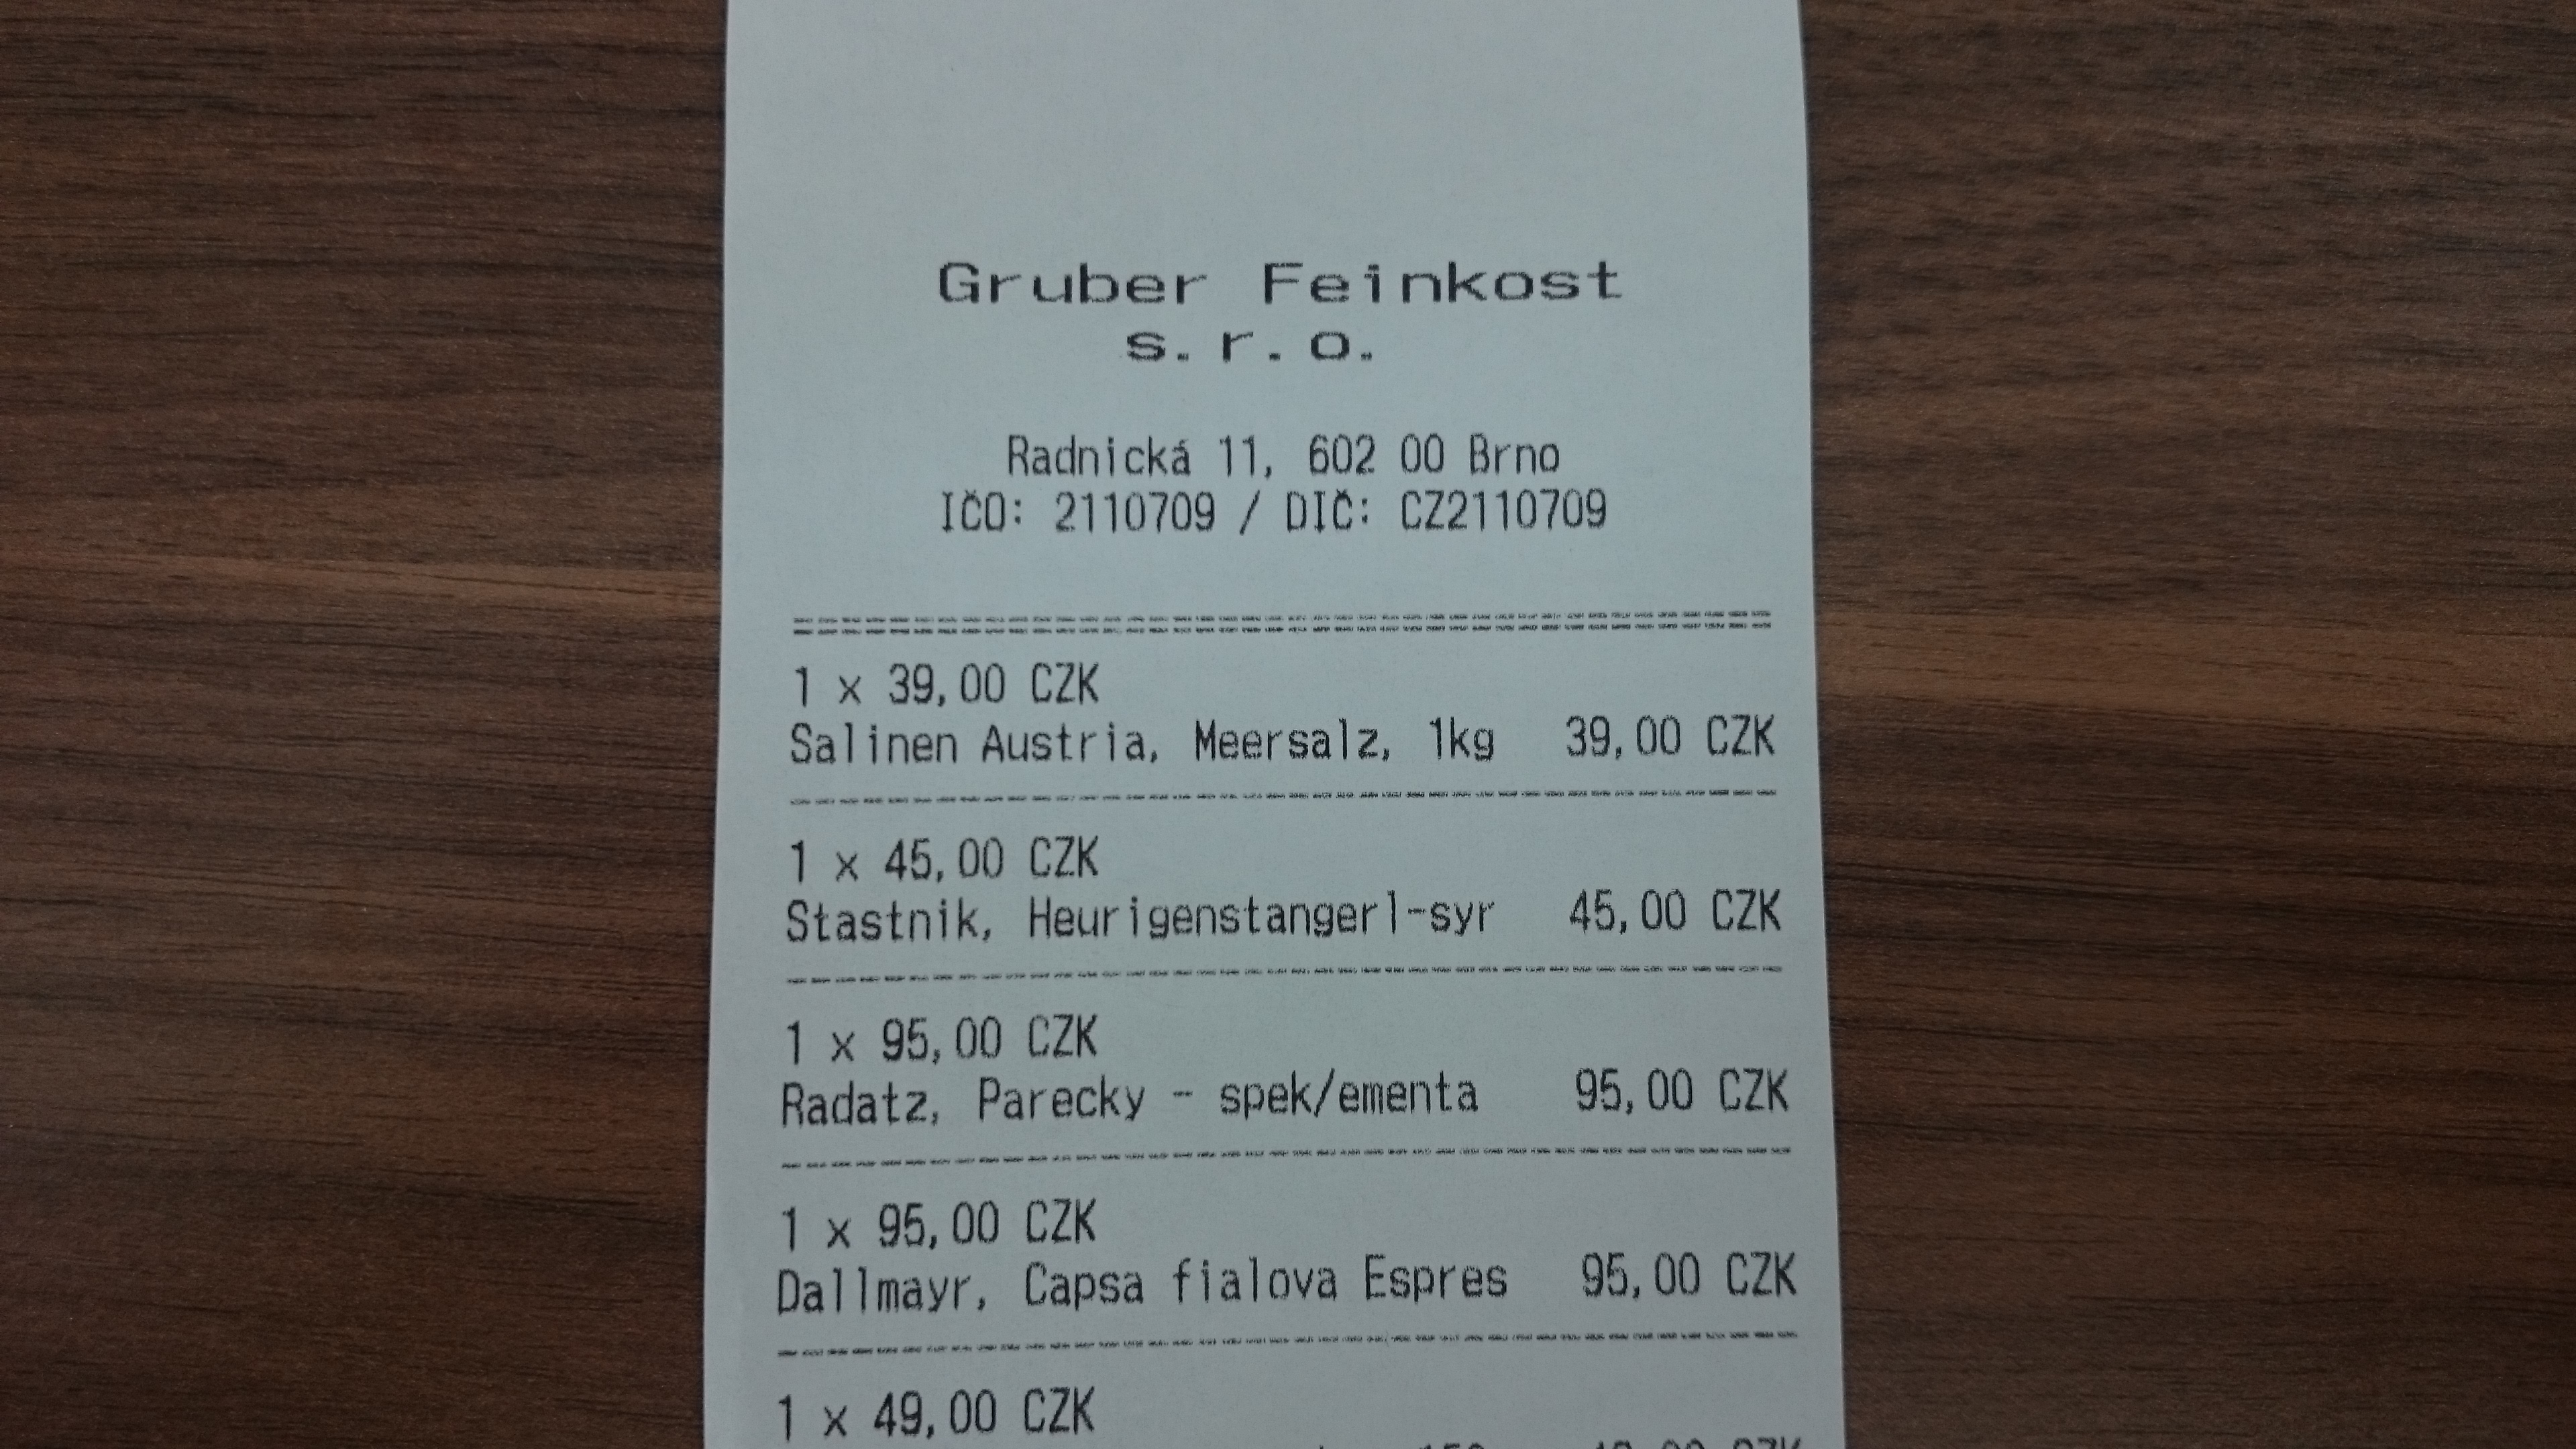 Gruber Feinkost
s.r.o.
Radnická 11, 602 00 Brno
IČO: 2110709 / DIČ: CZ2110709
1 x 39,00 CZK
Salinen Austria, Meersalz, 1kg 39,00 CZK
1 x 45,00 CZK
Stastnik, Heurigenstangerl-syr 45,00 CZK
1 x 95,00 CZK
Radatz, Parecky - spek/ementa 95,00 CZK
1 x 95,00 CZK
Dallmayr, Capsa fialova Espres 95,00 CZK
1 x 49,00 CZK